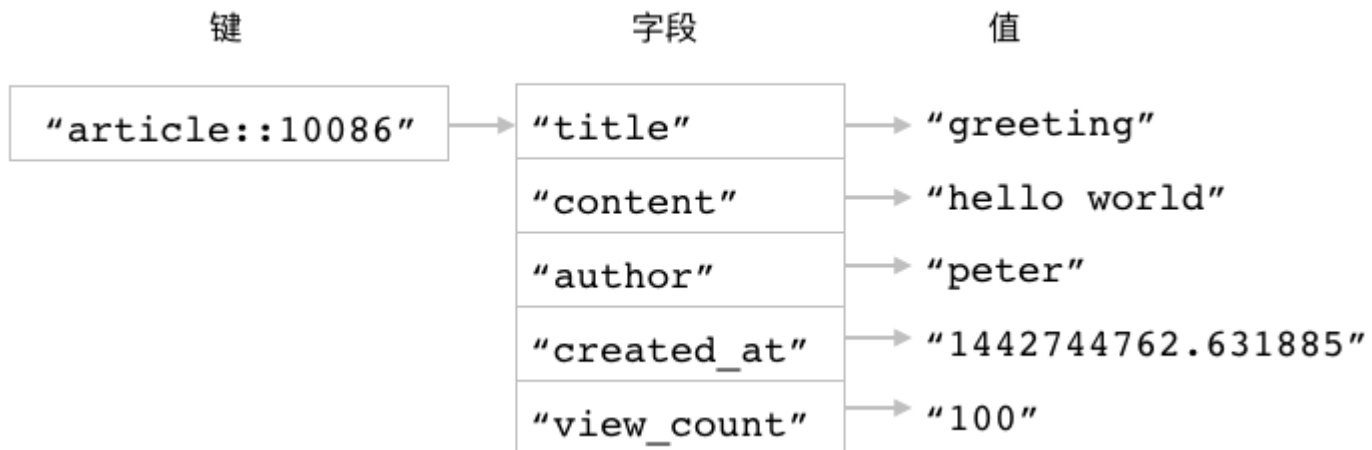 键 字段 值
“article::10086” “title” “greeting”
“content” “hello world”
“author” “peter”
“created_at” “1442744762.631885”
“view_count” “100”